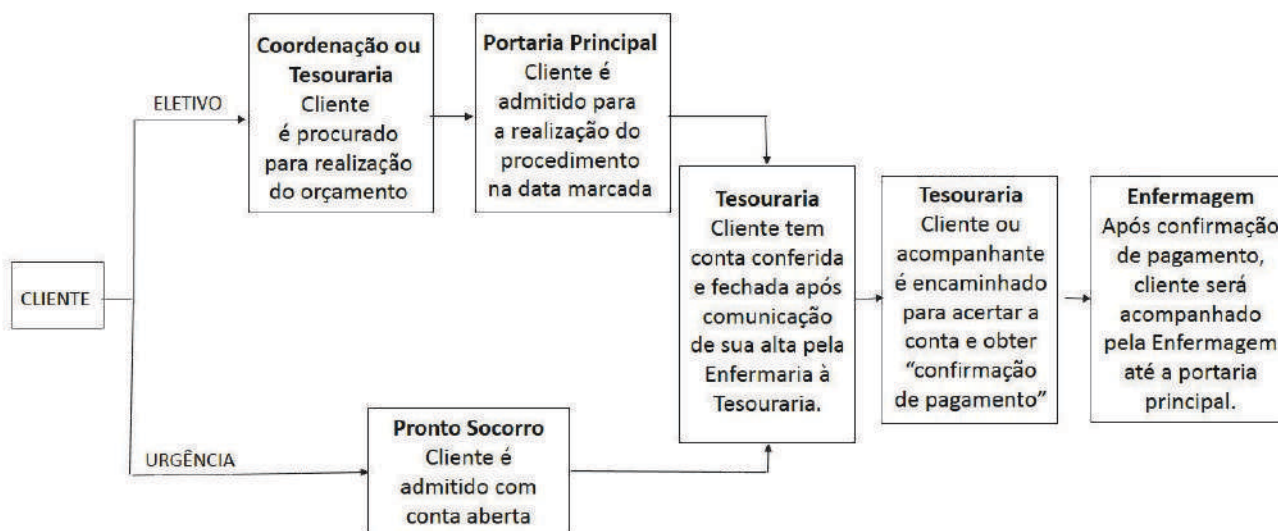 Coordenação ou
Tesouraria
Cliente
é procurado
para realização
do orçamento
Portaria Principal
Cliente é
admitido para
a realização do
procedimento
na data marcada
ELETIVO
Tesouraria
Cliente tem
conta conferida
e fechada após
comunicação
de sua alta pela
Enfermaria à
Tesouraria.
Tesouraria
Cliente ou
acompanhante
é encaminhado
para acertar a
conta e obter
“confirmação
de pagamento”
Enfermagem
Após confirmação
de pagamento,
cliente será
acompanhado
pela Enfermagem
até a portaria
principal.
CLIENTE
URGÊNCIA
Pronto Socorro
Cliente é
admitido com
conta aberta